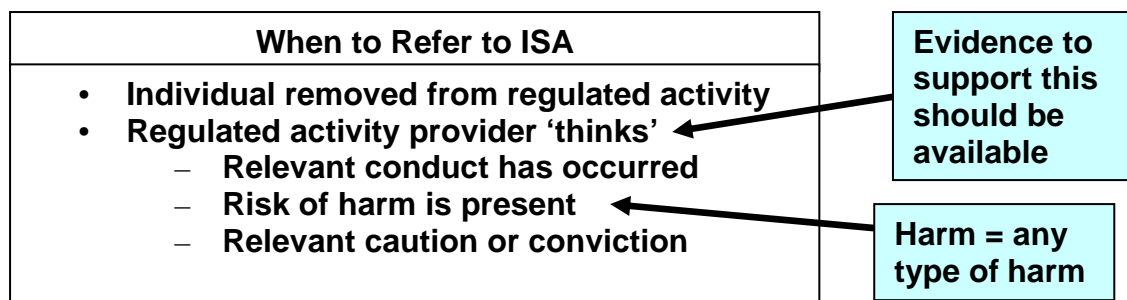 When to Refer to ISA
• Individual removed from regulated activity
• Regulated activity provider ‘thinks’
– Relevant conduct has occurred
– Risk of harm is present
– Relevant caution or conviction
Evidence to
support this
should be
available
Harm = any
type of harm